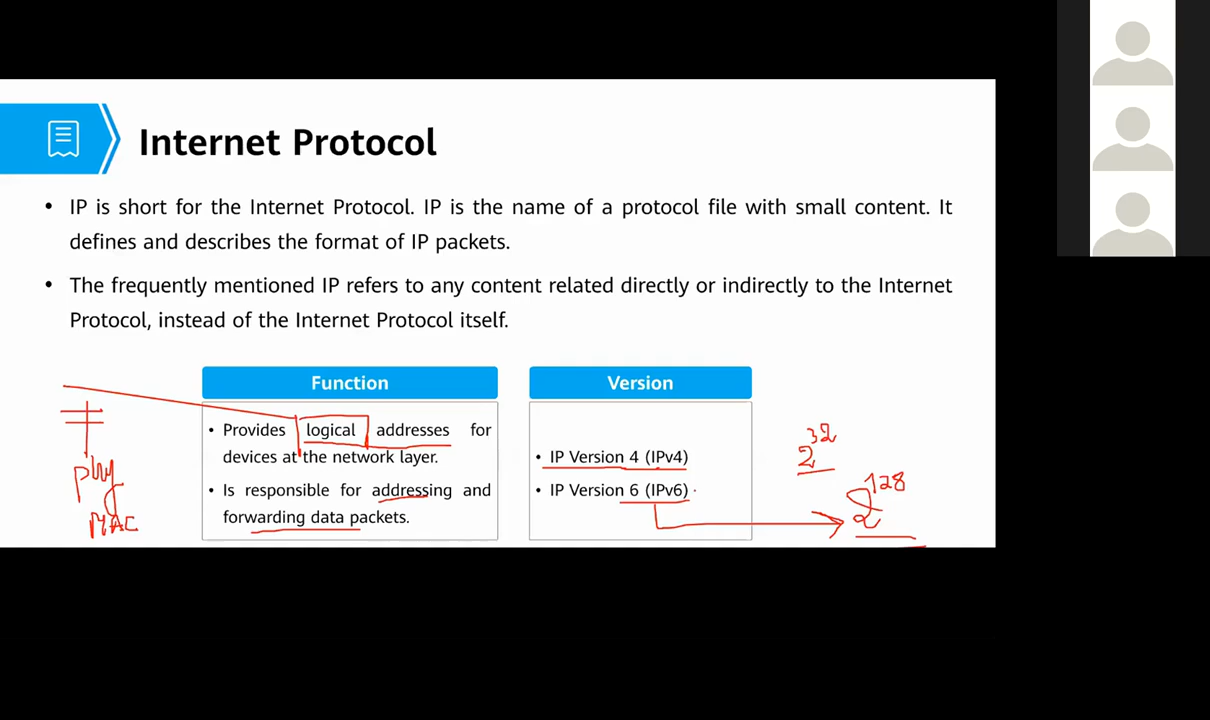 Internet Protocol
• IP is short for the Internet Protocol. IP is the name of a protocol file with small content. It
defines and describes the format of IP packets.
• The frequently mentioned IP refers to any content related directly or indirectly to the Internet
Protocol, instead of the Internet Protocol itself.
Function
• Provides logical addresses for
devices at the network layer.
• Is responsible for addressing and
forwarding data packets.
Version
• IP Version 4 (IPv4)
• IP Version 6 (IPv6)
2^32
2^128
phy
MAC